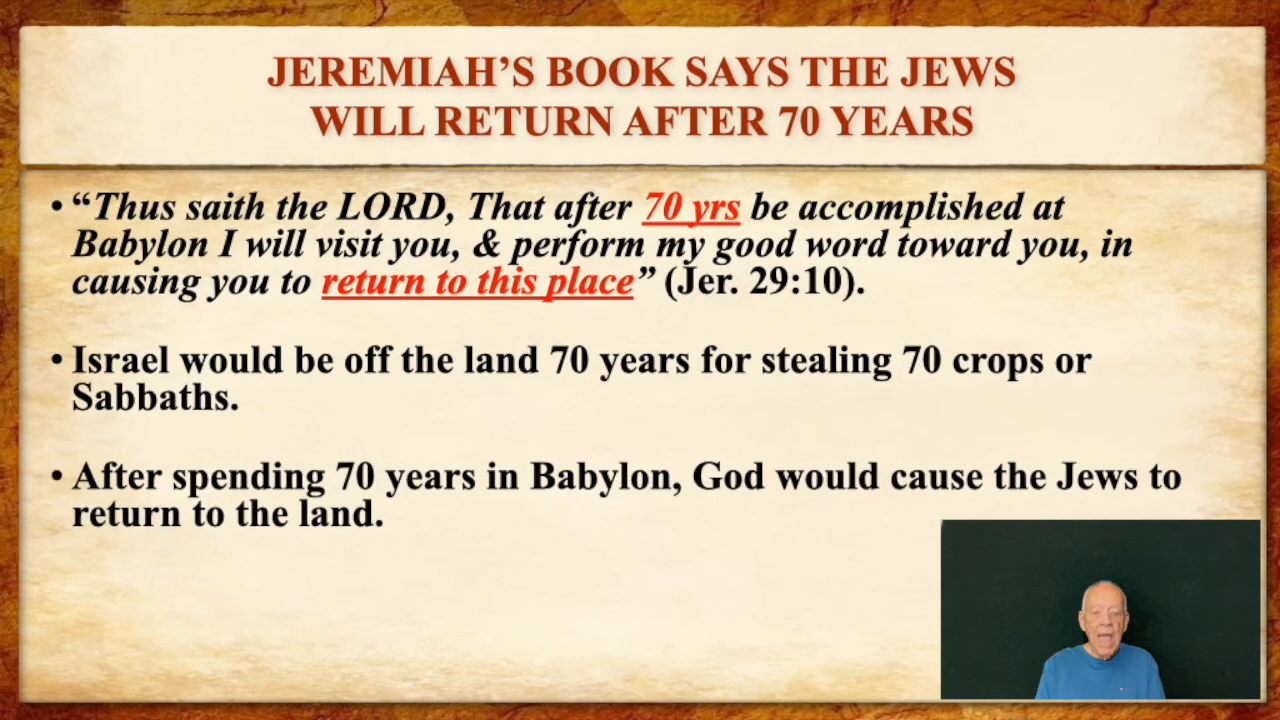 JEREMIAH’S BOOK SAYS THE JEWS
WILL RETURN AFTER 70 YEARS
• “Thus saith the LORD, That after 70 yrs be accomplished at
Babylon I will visit you, & perform my good word toward you, in
causing you to return to this place” (Jer. 29:10).
• Israel would be off the land 70 years for stealing 70 crops or
Sabbaths.
• After spending 70 years in Babylon, God would cause the Jews to
return to the land.